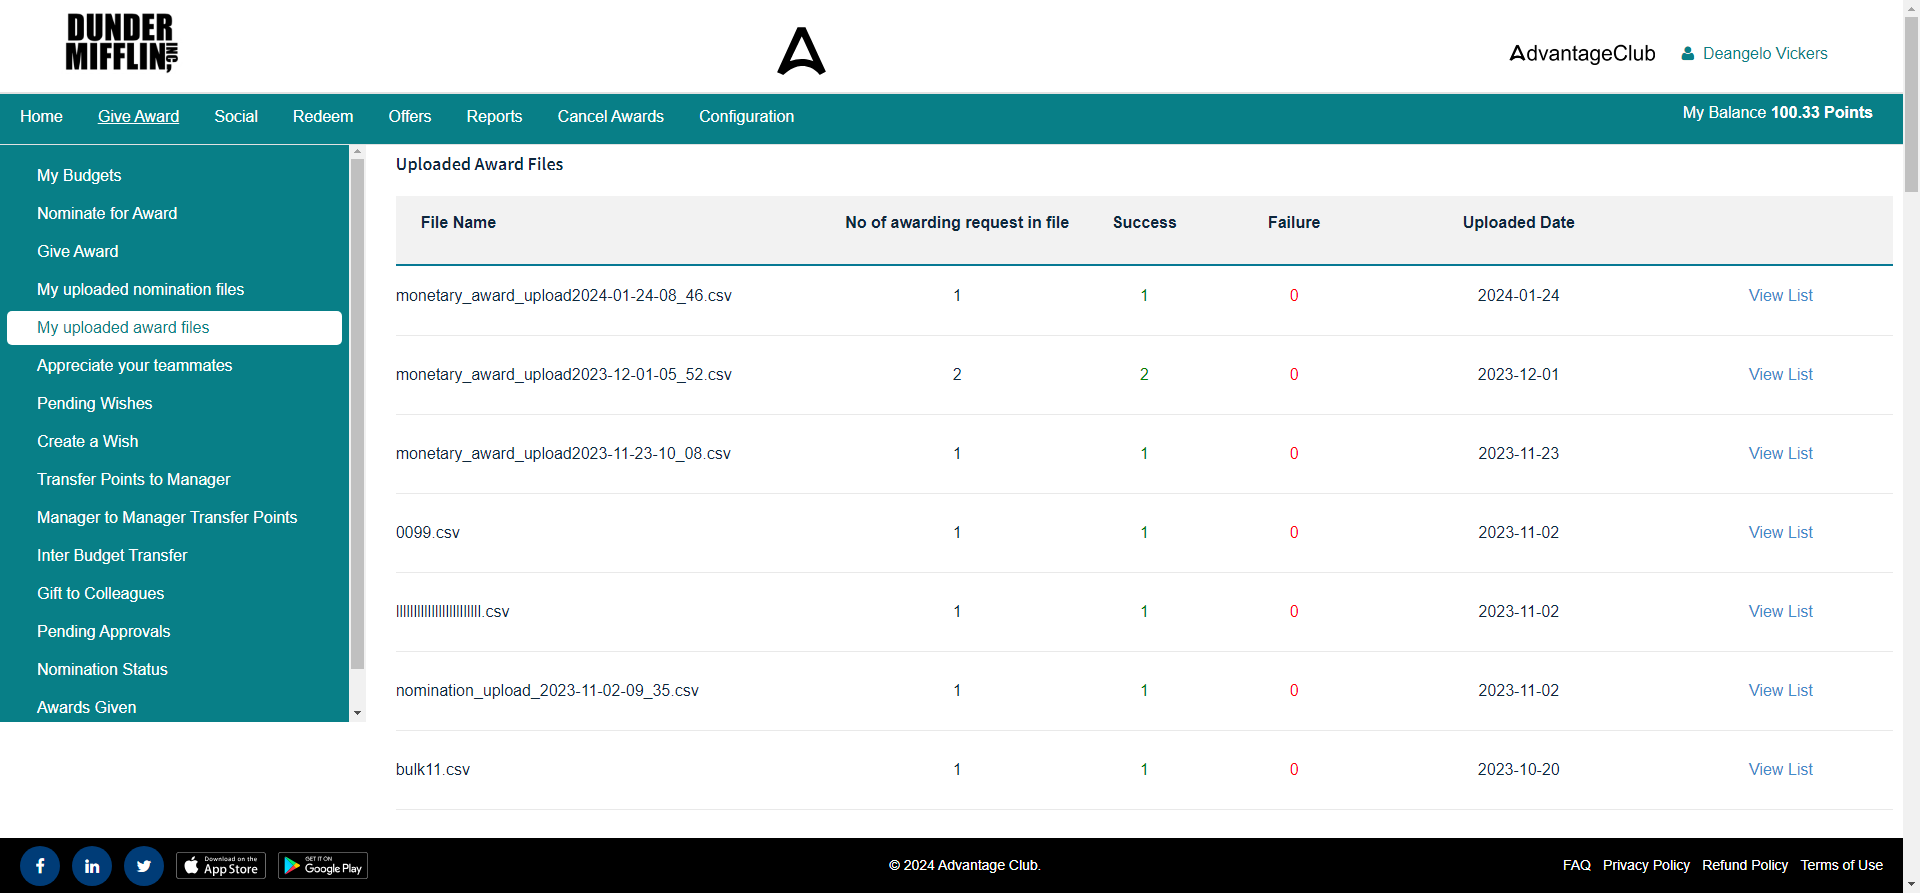 DUNDER
MIFFLIN, INC
AdvantageClub
Deangelo Vickers
Home Give Award Social Redeem Offers Reports Cancel Awards Configuration
My Balance 100.33 Points
My Budgets
Nominate for Award
Give Award
My uploaded nomination files
My uploaded award files
Appreciate your teammates
Pending Wishes
Create a Wish
Transfer Points to Manager
Manager to Manager Transfer Points
Inter Budget Transfer
Gift to Colleagues
Pending Approvals
Nomination Status
Awards Given
Uploaded Award Files
File Name No of awarding request in file Success Failure Uploaded Date
monetary_award_upload2024-01-24-08_46.csv 1 1 0 2024-01-24 View List
monetary_award_upload2023-12-01-05_52.csv 2 2 0 2023-12-01 View List
monetary_award_upload2023-11-23-10_08.csv 1 1 0 2023-11-23 View List
0099.csv 1 1 0 2023-11-02 View List
1 1 0 2023-11-02 View List
nomination_upload_2023-11-02-09_35.csv 1 1 0 2023-11-02 View List
bulk11.csv 1 1 0 2023-10-20 View List
Download on the
App Store
GET IT ON
Google Play
© 2024 Advantage Club.
FAQ Privacy Policy Refund Policy Terms of Use